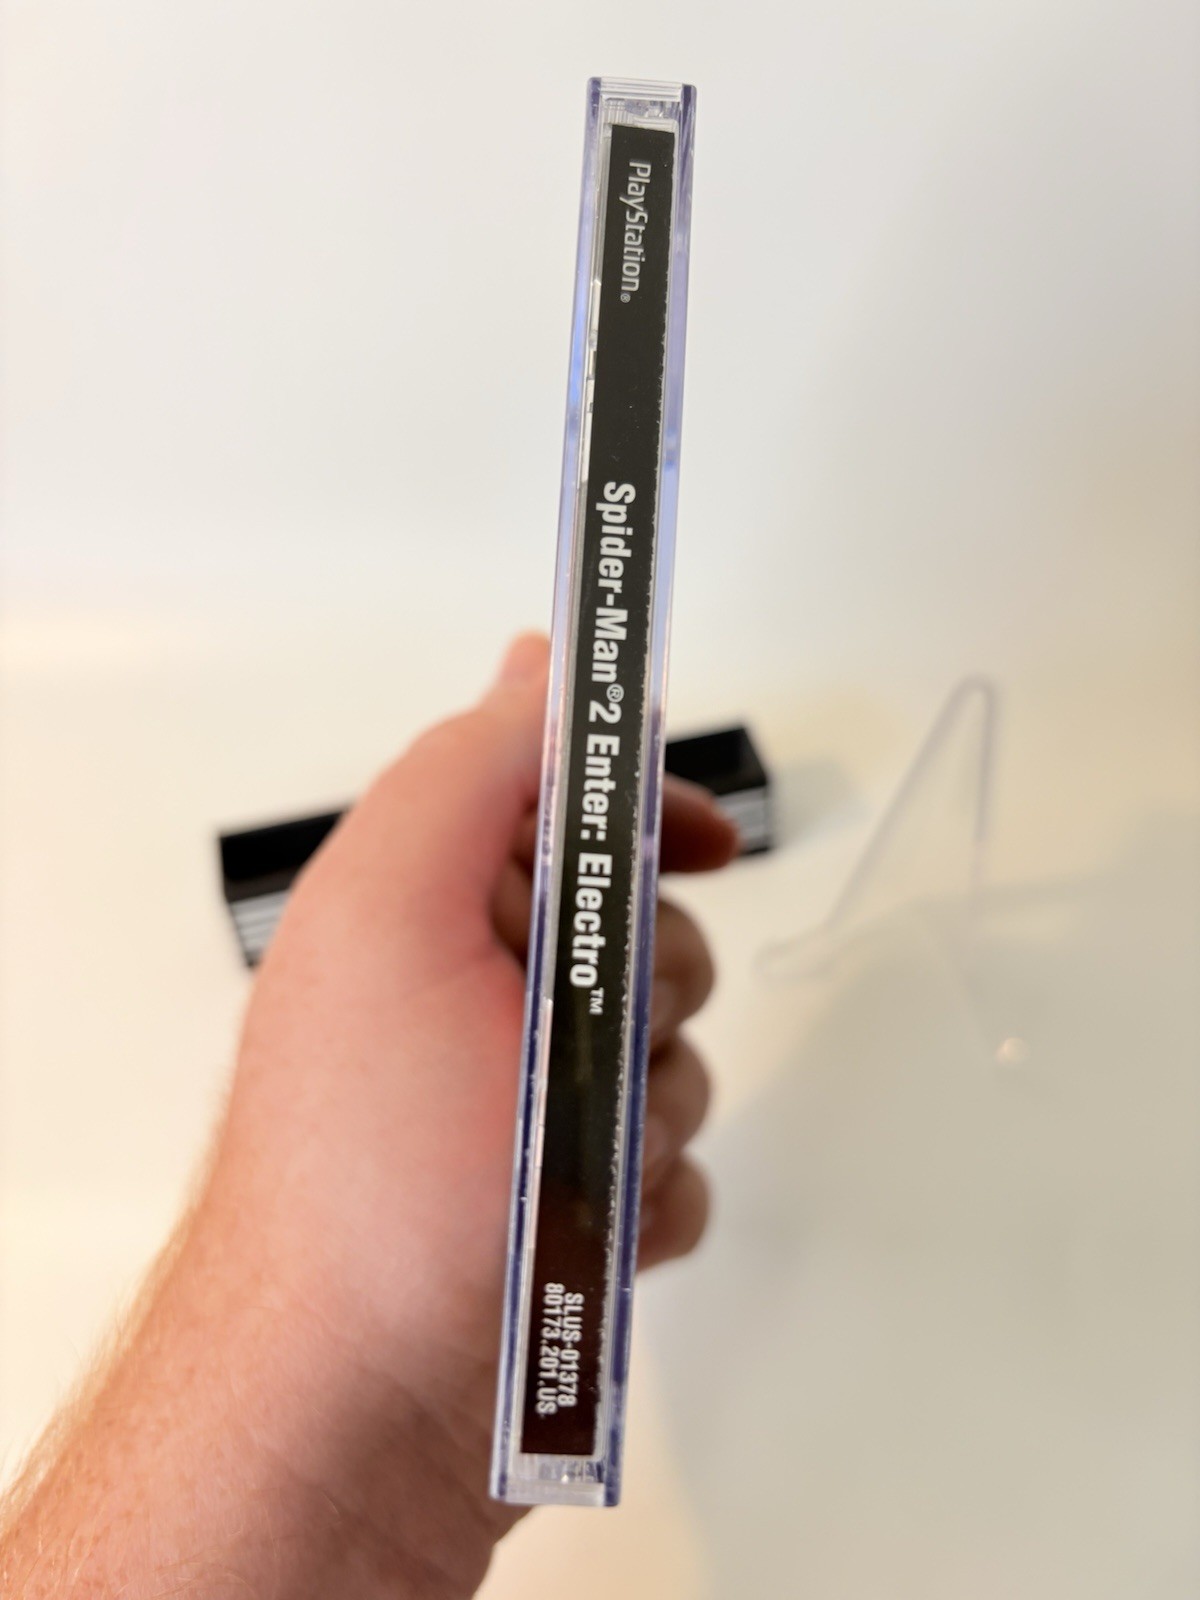 PlayStation®
Spider-Man®2 Enter: Electro™
SLUS-01378
80173.201.US